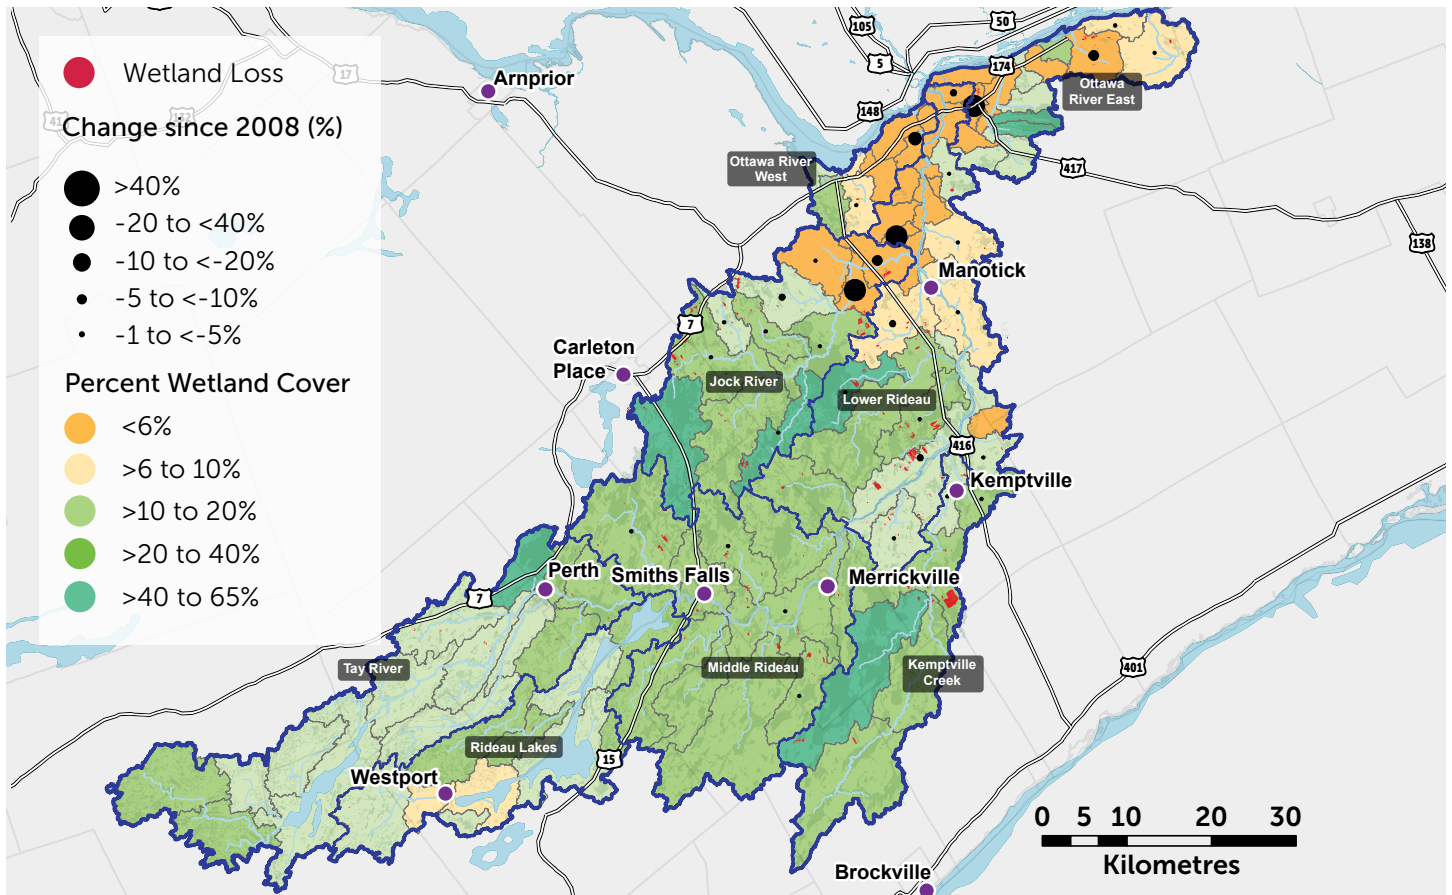 Wetland Loss
Change since 2008 (%)
>40%
-20 to <40%
-10 to <-20%
-5 to <-10%
-1 to <-5%
Percent Wetland Cover
<6%
>6 to 10%
>10 to 20%
>20 to 40%
>40 to 65%
17
41
Arnprior
105
5
50
148
174
Ottawa
River East
Ottawa River
West
417
138
Manotick
7
Carleton
Place
Jock River
Lower Rideau
416
Kemptville
Perth
Smiths Falls
Merrickville
7
Tay River
Middle Rideau
Kemptville
Creek
401
Rideau Lakes
15
Westport
Brockville
0 5 10 20 30
Kilometres